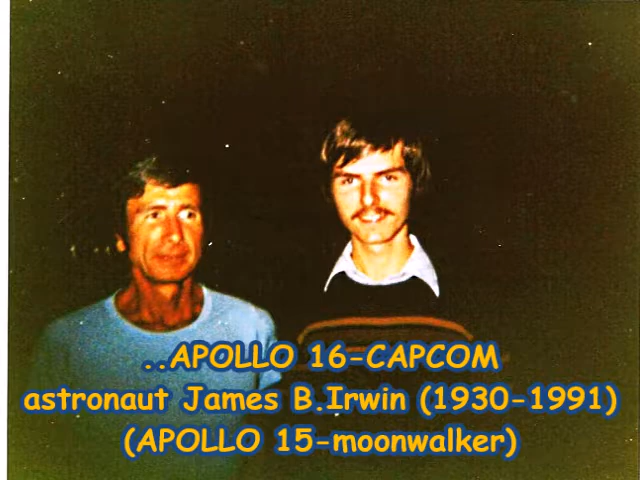 ..APOLLO 16-CAPCOM
astronaut James B.Irwin (1930-1991)
(APOLLO 15-moonwalker)